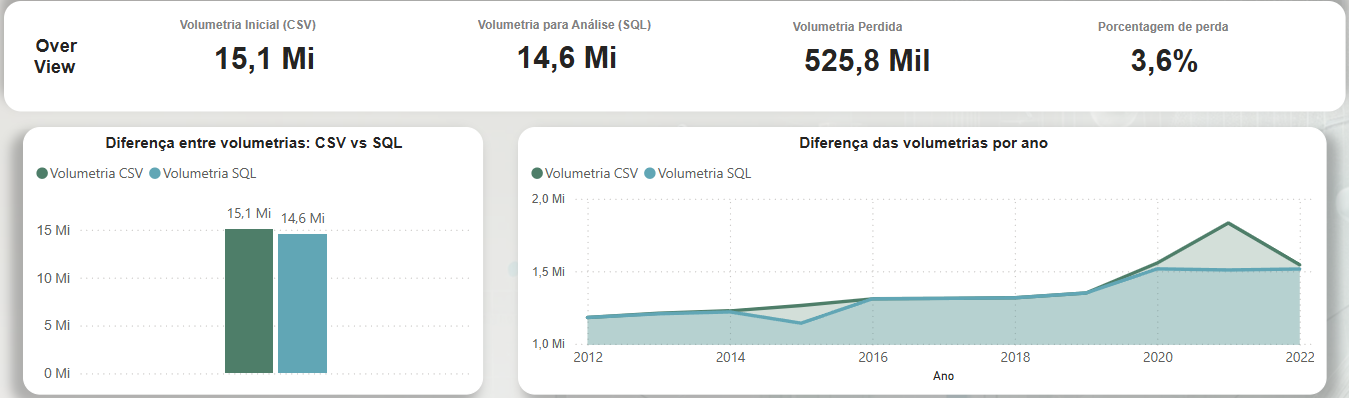 Over
View
Volumetria Inicial (CSV)
15,1 Mi
Volumetria para Análise (SQL)
14,6 Mi
Volumetria Perdida
525,8 Mil
Porcentagem de perda
3,6%
Diferença entre volumetrias: CSV vs SQL
Volumetria CSV Volumetria SQL
15,1 Mi
14,6 Mi
15 Mi
10 Mi
5 Mi
0 Mi
Diferença das volumetrias por ano
Volumetria CSV Volumetria SQL
2,0 Mi
1,5 Mi
1,0 Mi
2012 2014 2016 2018 2020 2022
Ano